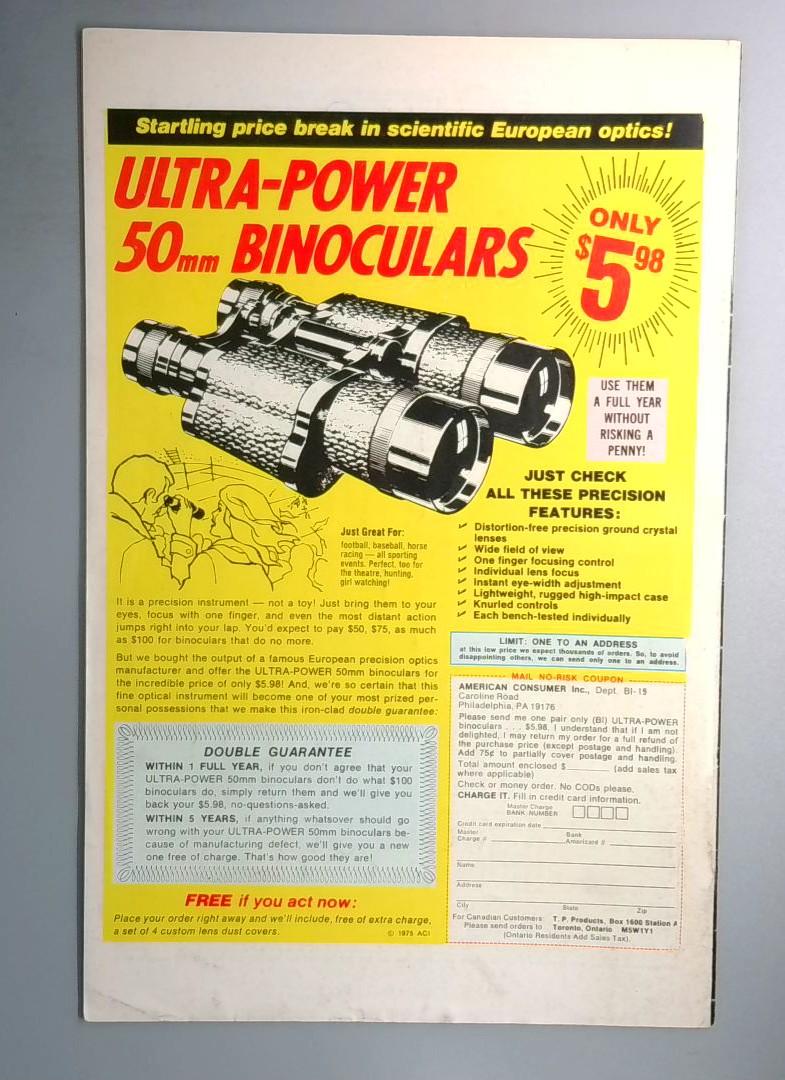 Startling price break in scientific European optics!
ULTRA-POWER
50mm BINOCULARS
ONLY
$5 98
USE THEM
A FULL YEAR
WITHOUT
RISKING A
PENNY!
JUST CHECK
ALL THESE PRECISION
FEATURES:
✓ Distortion-free precision ground crystal
lenses
✓ Wide field of view
✓ One finger focusing control
✓ Individual lens focus
✓ Instant eye-width adjustment
✓ Lightweight, rugged high-impact case
✓ Knurled controls
✓ Each bench-tested individually
Just Great For:
football, baseball, horse
racing — all sporting
events. Perfect, too for
the theatre, hunting,
girl watching!
It is a precision instrument — not a toy! Just bring them to your
eyes, focus with one finger, and even the most distant action
jumps right into your lap. You'd expect to pay $50, $75, as much
as $100 for binoculars that do no more.
But we bought the output of a famous European precision optics
manufacturer and offer the ULTRA-POWER 50mm binoculars for
the incredible price of only $5.98! And, we're so certain that this
fine optical instrument will become one of your most prized per-
sonal possessions that we make this iron-clad double guarantee:
DOUBLE GUARANTEE
WITHIN 1 FULL YEAR, if you don't agree that your
ULTRA-POWER 50mm binoculars don't do what $100
binoculars do, simply return them and we'll give you
back your $5.98, no-questions-asked.
WITHIN 5 YEARS, if anything whatsover should go
wrong with your ULTRA-POWER 50mm binoculars be-
cause of manufacturing defect, we'll give you a new
one free of charge. That's how good they are!
FREE if you act now:
Place your order right away and we'll include, free of extra charge,
a set of 4 custom lens dust covers.
© 1975 ACI
LIMIT: ONE TO AN ADDRESS
at this low price we expect thousands of orders. So, to avoid
disappointing others, we can send only one to an address.
MAIL NO-RISK COUPON
AMERICAN CONSUMER Inc., Dept. BI-15
Caroline Road
Philadelphia, PA 19176
Please send me one pair only (BI) ULTRA-POWER
binoculars . . . $5.98. I understand that if I am not
delighted, I may return my order for a full refund of
the purchase price (except postage and handling).
Add 75¢ to partially cover postage and handling.
Total amount enclosed $ (add sales tax
where applicable)
Check or money order. No CODs please.
CHARGE IT. Fill in credit card information.
Master Charge
BANK NUMBER
Credit card expiration date
Master
Charge #
Bank
Americard #
Name
Address
City State Zip
For Canadian Customers: T. P. Products, Box 1600 Station A
Please send orders to Toronto, Ontario M5W1Y1
(Ontario Residents Add Sales Tax).